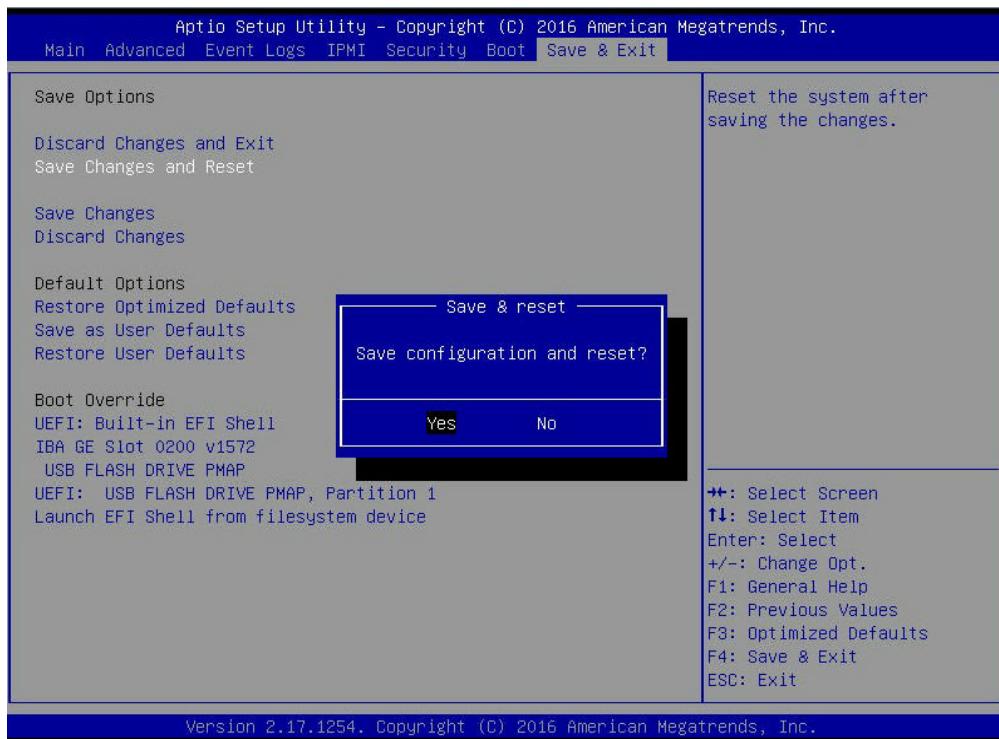 Aptio Setup Utility – Copyright (C) 2016 American Megatrends, Inc.
Main Advanced Event Logs IPMI Security Boot Save & Exit
Save Options
Discard Changes and Exit
Save Changes and Reset
Save Changes
Discard Changes
Default Options
Restore Optimized Defaults
Save as User Defaults
Restore User Defaults
Boot Override
UEFI: Built-in EFI Shell
IBA GE Slot 0200 v1572
USB FLASH DRIVE PMAP
UEFI: USB FLASH DRIVE PMAP, Partition 1
Launch EFI Shell from filesystem device
Save & reset
Save configuration and reset?
Yes No
Reset the system after
saving the changes.
→←: Select Screen
↑↓: Select Item
Enter: Select
+/-: Change Opt.
F1: General Help
F2: Previous Values
F3: Optimized Defaults
F4: Save & Exit
ESC: Exit
Version 2.17.1254. Copyright (C) 2016 American Megatrends, Inc.